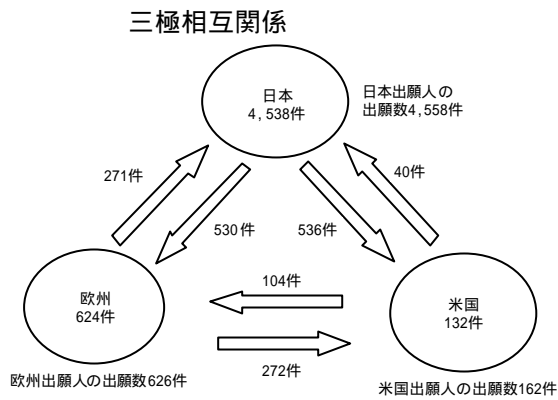 三極相互関係
日本
4,538件
日本出願人の
出願数4,558件
271件
40件
530件
536件
104件
欧州
624件
米国
132件
272件
欧州出願人の出願数626件
米国出願人の出願数162件